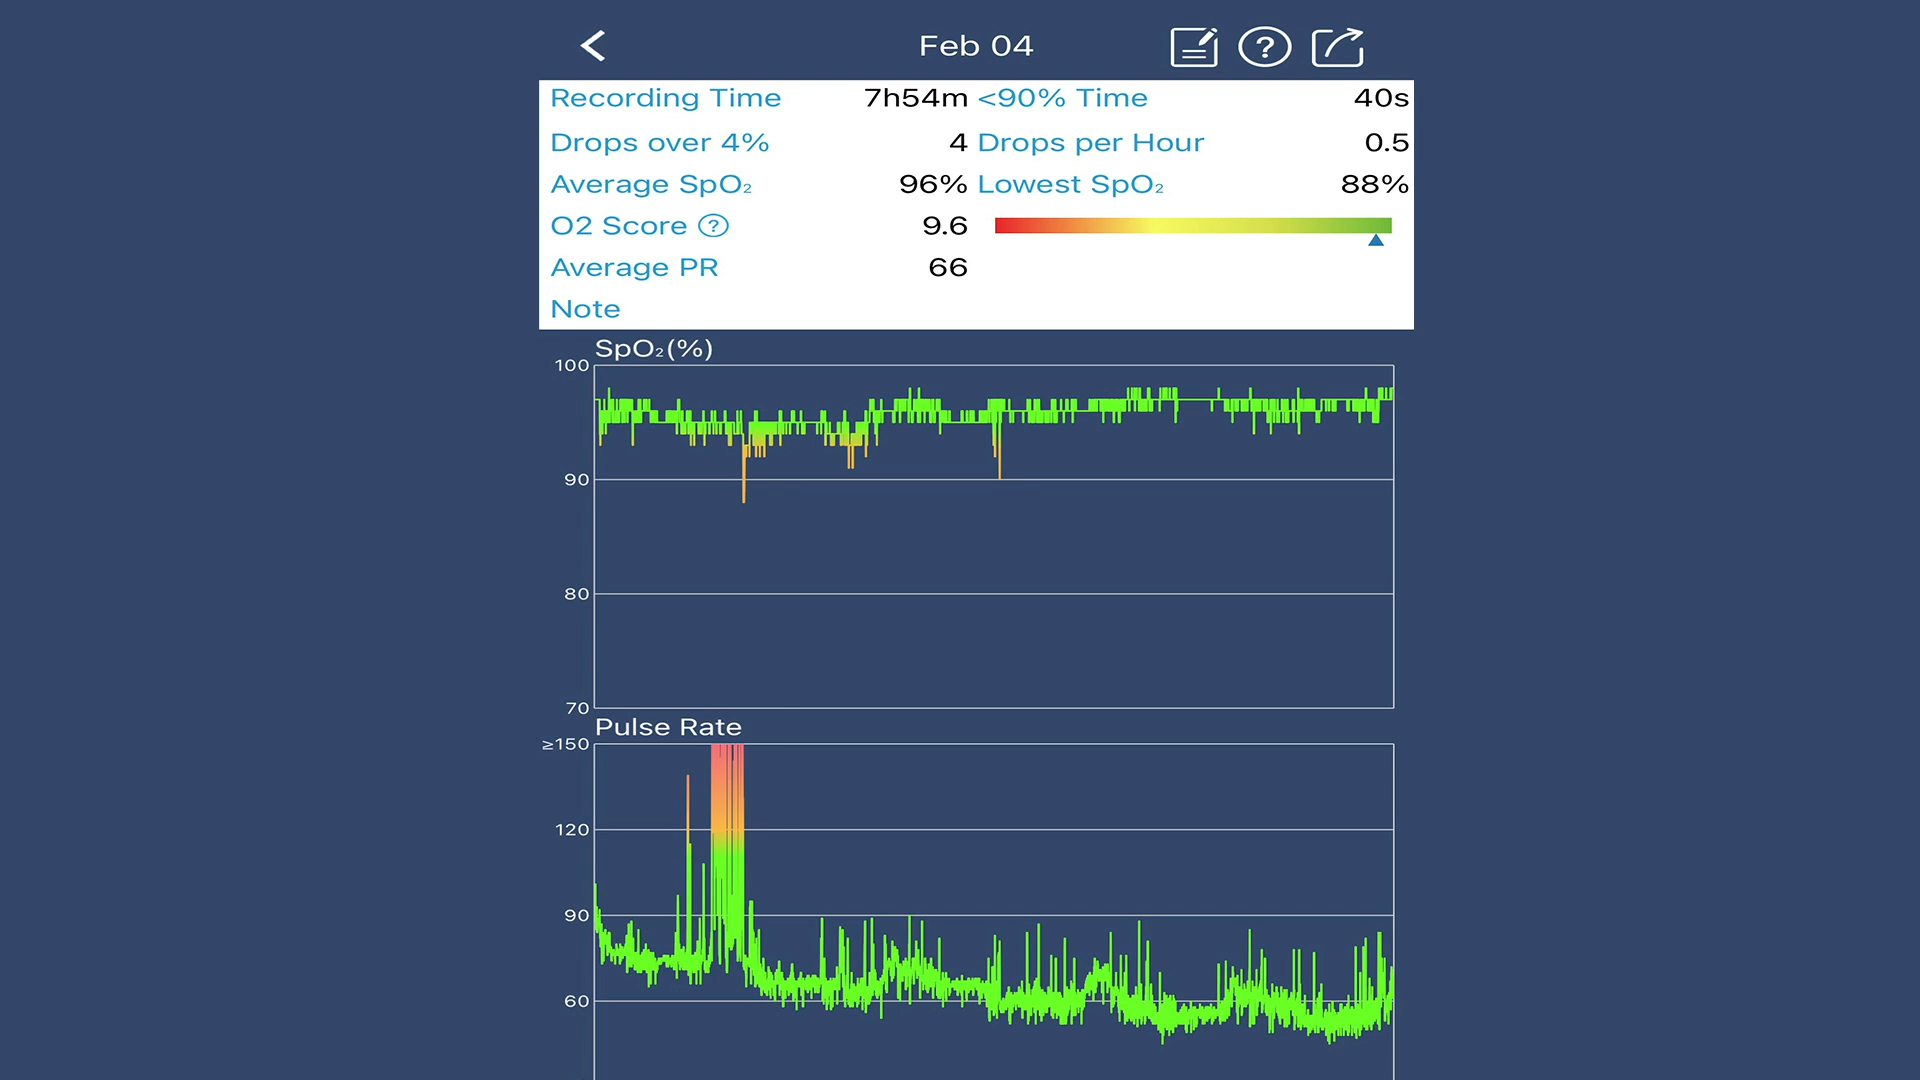 Feb 04
Recording Time 7h54m <90% Time 40s
Drops over 4% 4 Drops per Hour 0.5
Average SpO₂ 96% Lowest SpO₂ 88%
O2 Score ? 9.6
Average PR 66
Note
SpO₂(%)
100
90
80
70
Pulse Rate
≥150
120
90
60